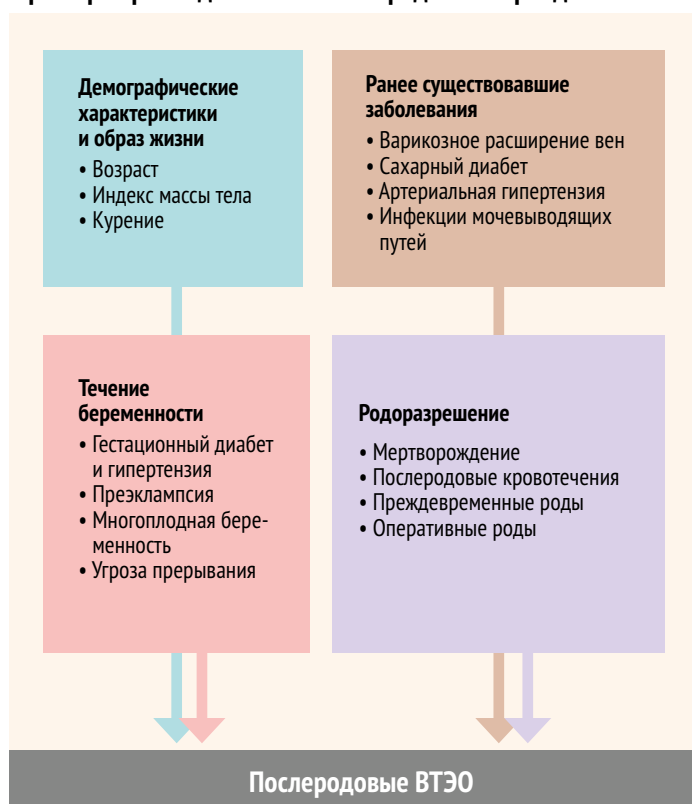 Демографические
характеристики
и образ жизни
• Возраст
• Индекс массы тела
• Курение
Ранее существовавшие
заболевания
• Варикозное расширение вен
• Сахарный диабет
• Артериальная гипертензия
• Инфекции мочевыводящих
путей
Течение
беременности
• Гестационный диабет
и гипертензия
• Преэклампсия
• Многоплодная бере-
менность
• Угроза прерывания
Родоразрешение
• Мертворождение
• Послеродовые кровотечения
• Преждевременные роды
• Оперативные роды
Послеродовые ВТЭО